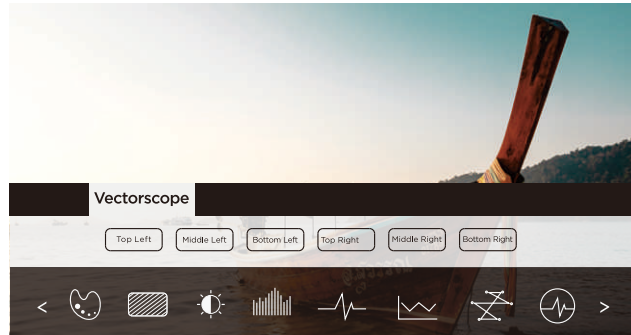 Vectorscope
Top Left
Middle Left
Bottom Left
Top Right
Middle Right
Bottom Right
< >